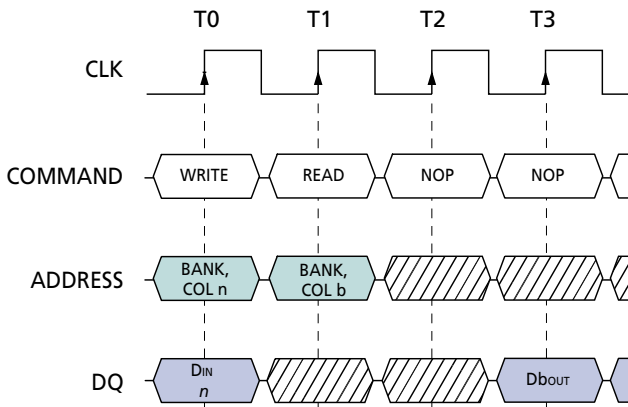 T0 T1 T2 T3
CLK
COMMAND WRITE READ NOP NOP
ADDRESS BANK, COL n BANK, COL b
DQ DIN n DbOUT